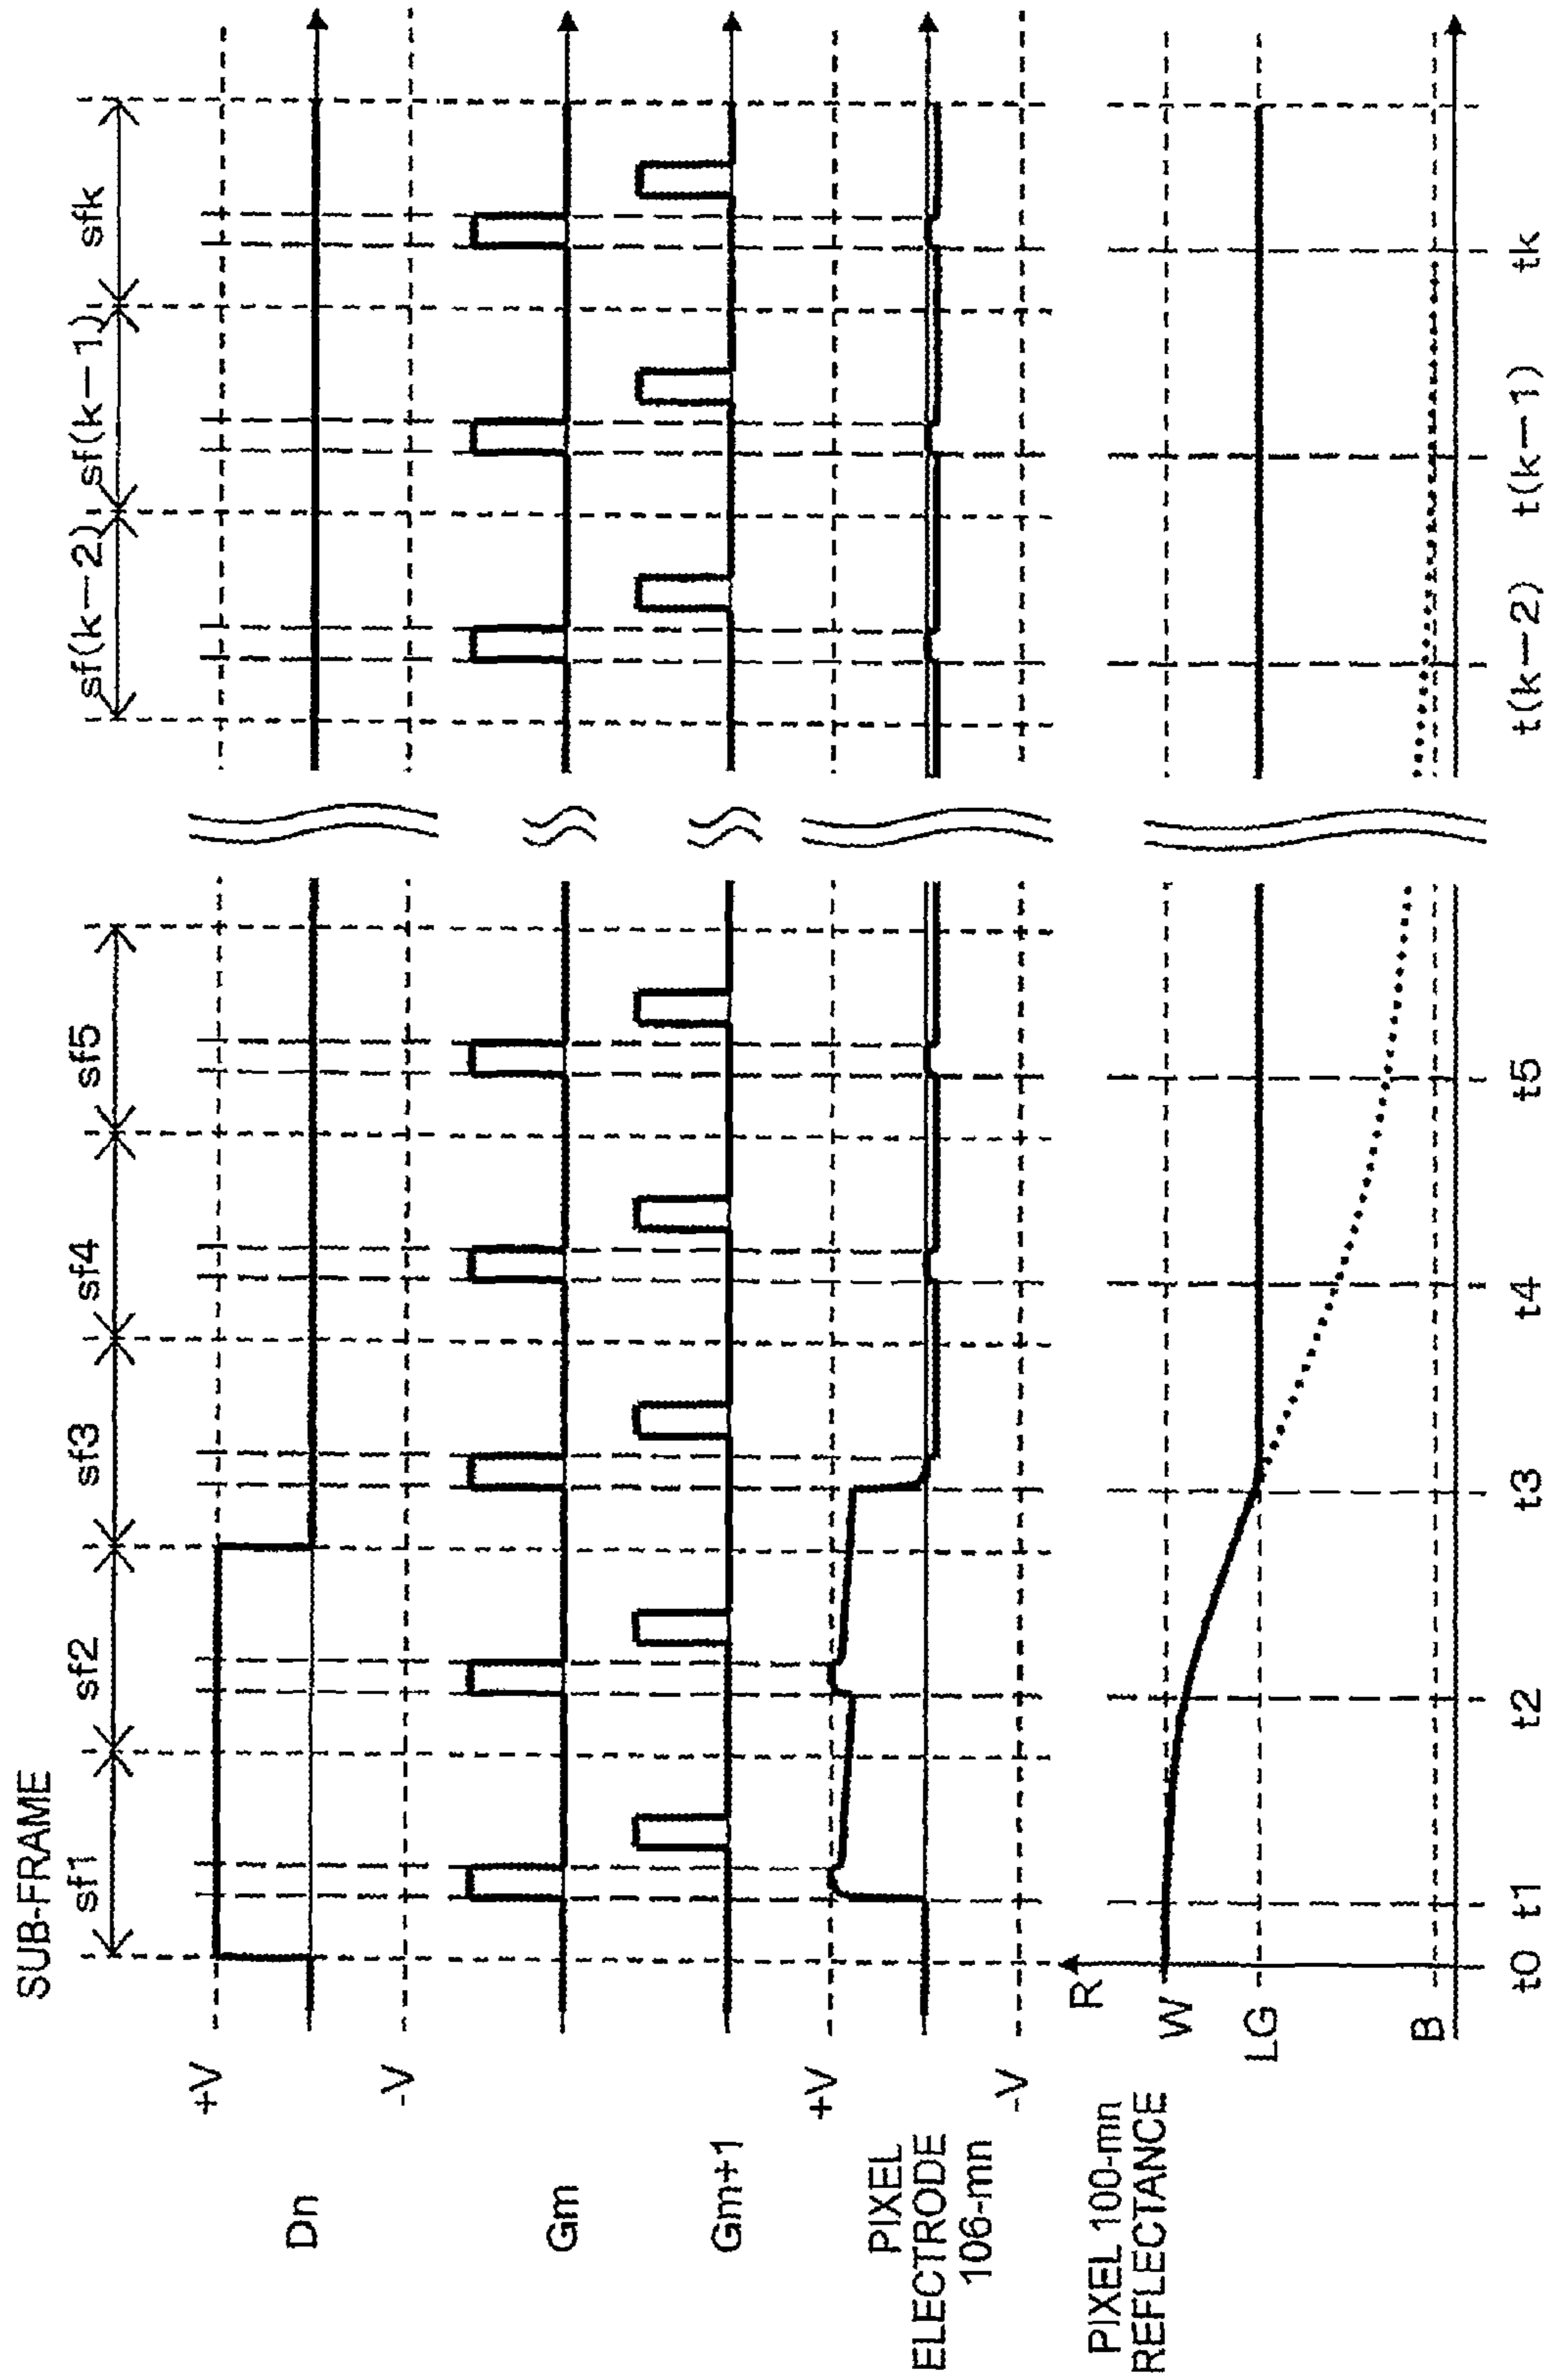 SUB-FRAME
sf1 sf2 sf3 sf4 sf5 sf(k-2) sf(k-1) sfk
+V
Dn
-V
Gm
Gm+1
+V
PIXEL
ELECTRODE
106-mn
-V
R
W
PIXEL 100-mn
REFLECTANCE
LG
B
t0 t1 t2 t3 t4 t5 t(k-2) t(k-1) tk